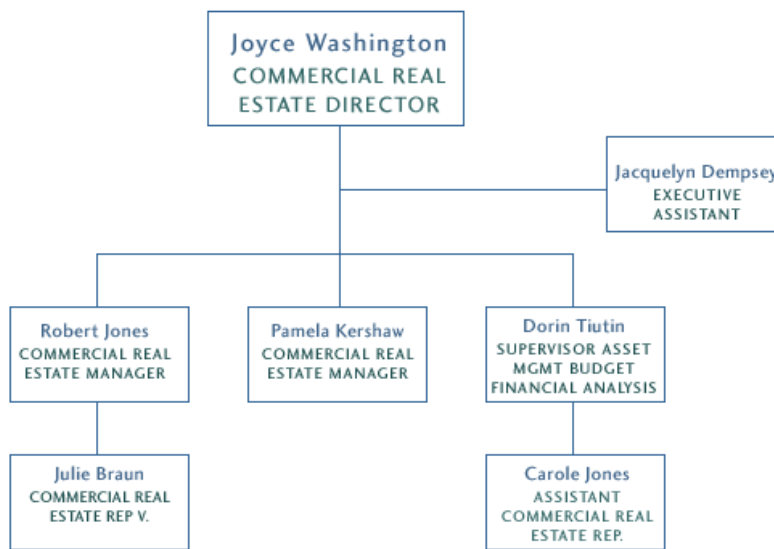 Joyce Washington
COMMERCIAL REAL
ESTATE DIRECTOR
Jacquelyn Dempsey
EXECUTIVE
ASSISTANT
Robert Jones
COMMERCIAL REAL
ESTATE MANAGER
Pamela Kershaw
COMMERCIAL REAL
ESTATE MANAGER
Dorin Tiutin
SUPERVISOR ASSET
MGMT BUDGET
FINANCIAL ANALYSIS
Julie Braun
COMMERCIAL REAL
ESTATE REP V.
Carole Jones
ASSISTANT
COMMERCIAL REAL
ESTATE REP.